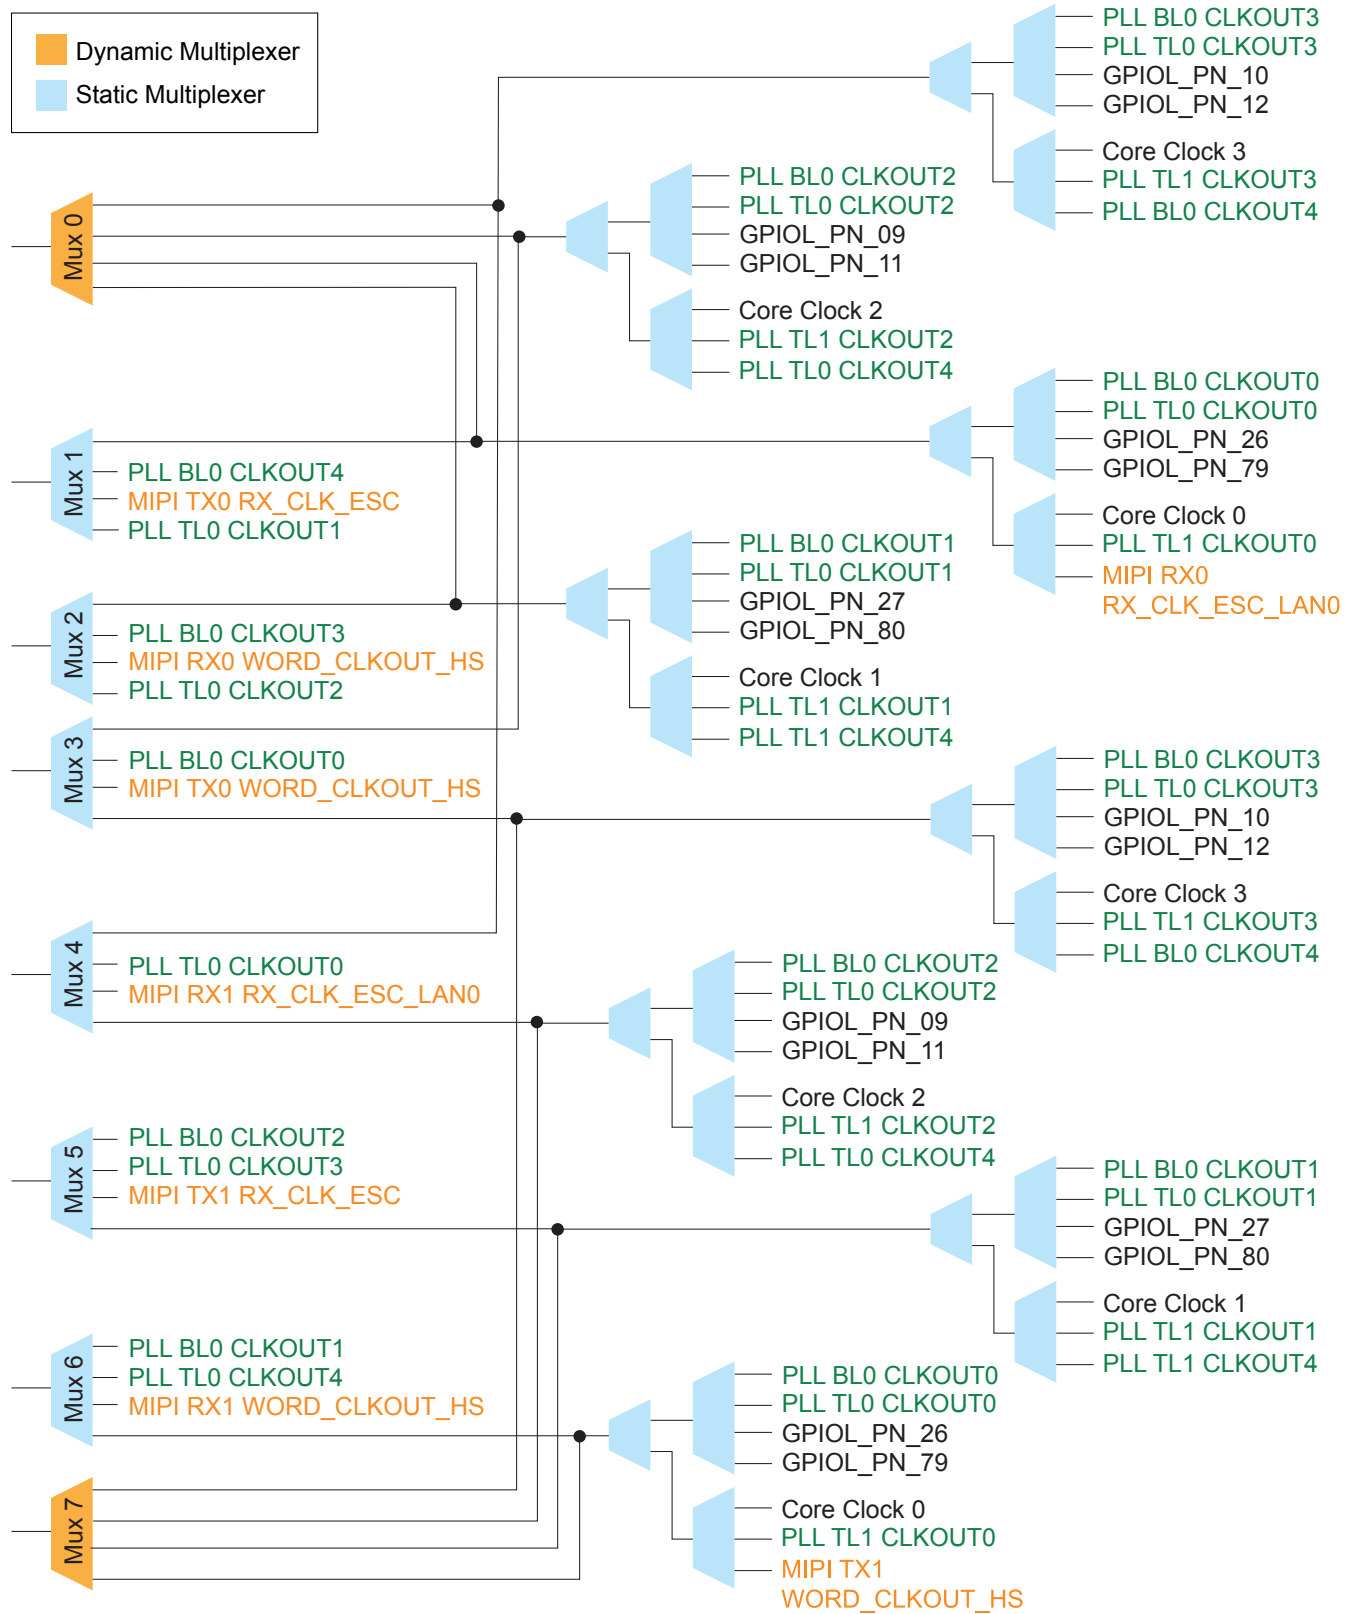 Dynamic Multiplexer
Static Multiplexer
PLL BL0 CLKOUT3
PLL TL0 CLKOUT3
GPIOL_PN_10
GPIOL_PN_12
Core Clock 3
PLL TL1 CLKOUT3
PLL BL0 CLKOUT4
Mux 0
PLL BL0 CLKOUT2
PLL TL0 CLKOUT2
GPIOL_PN_09
GPIOL_PN_11
Core Clock 2
PLL TL1 CLKOUT2
PLL TL0 CLKOUT4
PLL BL0 CLKOUT0
PLL TL0 CLKOUT0
GPIOL_PN_26
GPIOL_PN_79
Core Clock 0
PLL TL1 CLKOUT0
MIPI RX0
RX_CLK_ESC_LAN0
Mux 1
PLL BL0 CLKOUT4
MIPI TX0 RX_CLK_ESC
PLL TL0 CLKOUT1
PLL BL0 CLKOUT1
PLL TL0 CLKOUT1
GPIOL_PN_27
GPIOL_PN_80
Core Clock 1
PLL TL1 CLKOUT1
PLL TL1 CLKOUT4
Mux 2
PLL BL0 CLKOUT3
MIPI RX0 WORD_CLKOUT_HS
PLL TL0 CLKOUT2
Mux 3
PLL BL0 CLKOUT0
MIPI TX0 WORD_CLKOUT_HS
PLL BL0 CLKOUT3
PLL TL0 CLKOUT3
GPIOL_PN_10
GPIOL_PN_12
Core Clock 3
PLL TL1 CLKOUT3
PLL BL0 CLKOUT4
Mux 4
PLL TL0 CLKOUT0
MIPI RX1 RX_CLK_ESC_LAN0
PLL BL0 CLKOUT2
PLL TL0 CLKOUT2
GPIOL_PN_09
GPIOL_PN_11
Core Clock 2
PLL TL1 CLKOUT2
PLL TL0 CLKOUT4
Mux 5
PLL BL0 CLKOUT2
PLL TL0 CLKOUT3
MIPI TX1 RX_CLK_ESC
PLL BL0 CLKOUT1
PLL TL0 CLKOUT1
GPIOL_PN_27
GPIOL_PN_80
Core Clock 1
PLL TL1 CLKOUT1
PLL TL1 CLKOUT4
Mux 6
PLL BL0 CLKOUT1
PLL TL0 CLKOUT4
MIPI RX1 WORD_CLKOUT_HS
PLL BL0 CLKOUT0
PLL TL0 CLKOUT0
GPIOL_PN_26
GPIOL_PN_79
Core Clock 0
PLL TL1 CLKOUT0
MIPI TX1
WORD_CLKOUT_HS
Mux 7